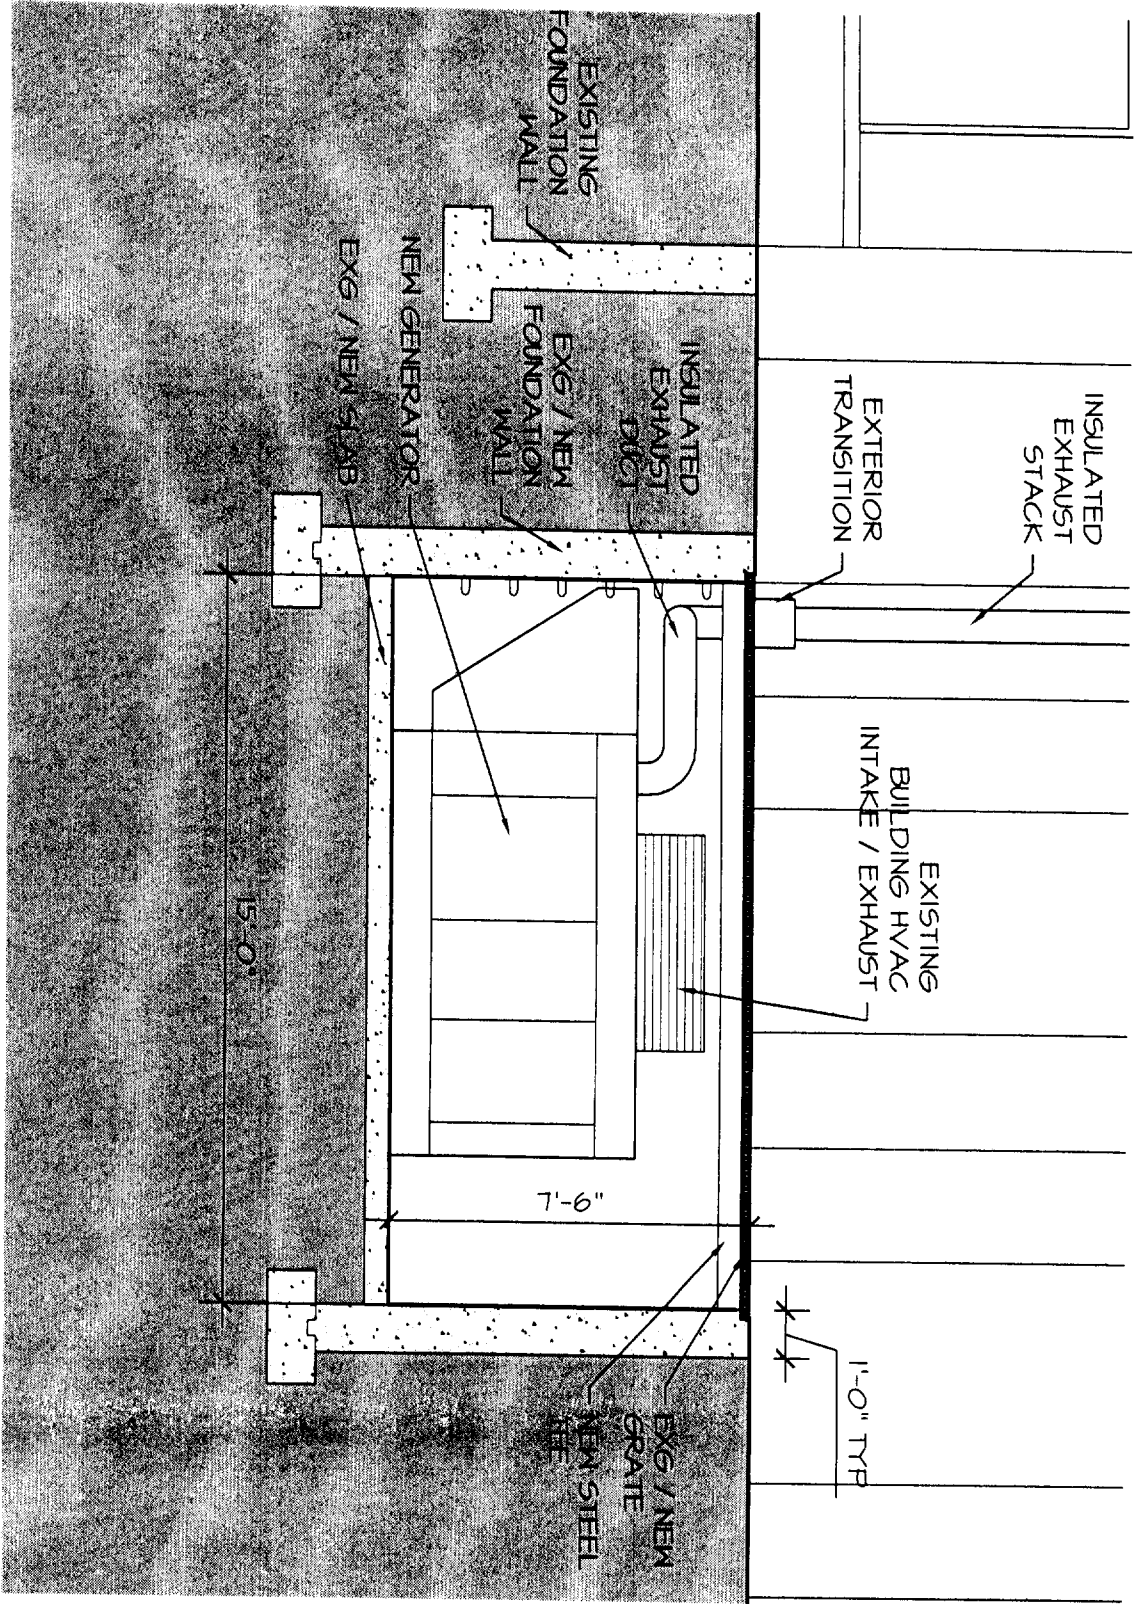 INSULATED
EXHAUST
STACK
EXTERIOR
TRANSITION
EXISTING
BUILDING HVAC
INTAKE / EXHAUST
1'-0" TYP
EXISTING
FOUNDATION
WALL
INSULATED
EXHAUST
DUCT
EXG / NEW
FOUNDATION
WALL
NEW GENERATOR
EXG / NEW SLAB
7'-6"
EXG / NEW
GRATE
NEW STEEL
15'-0"